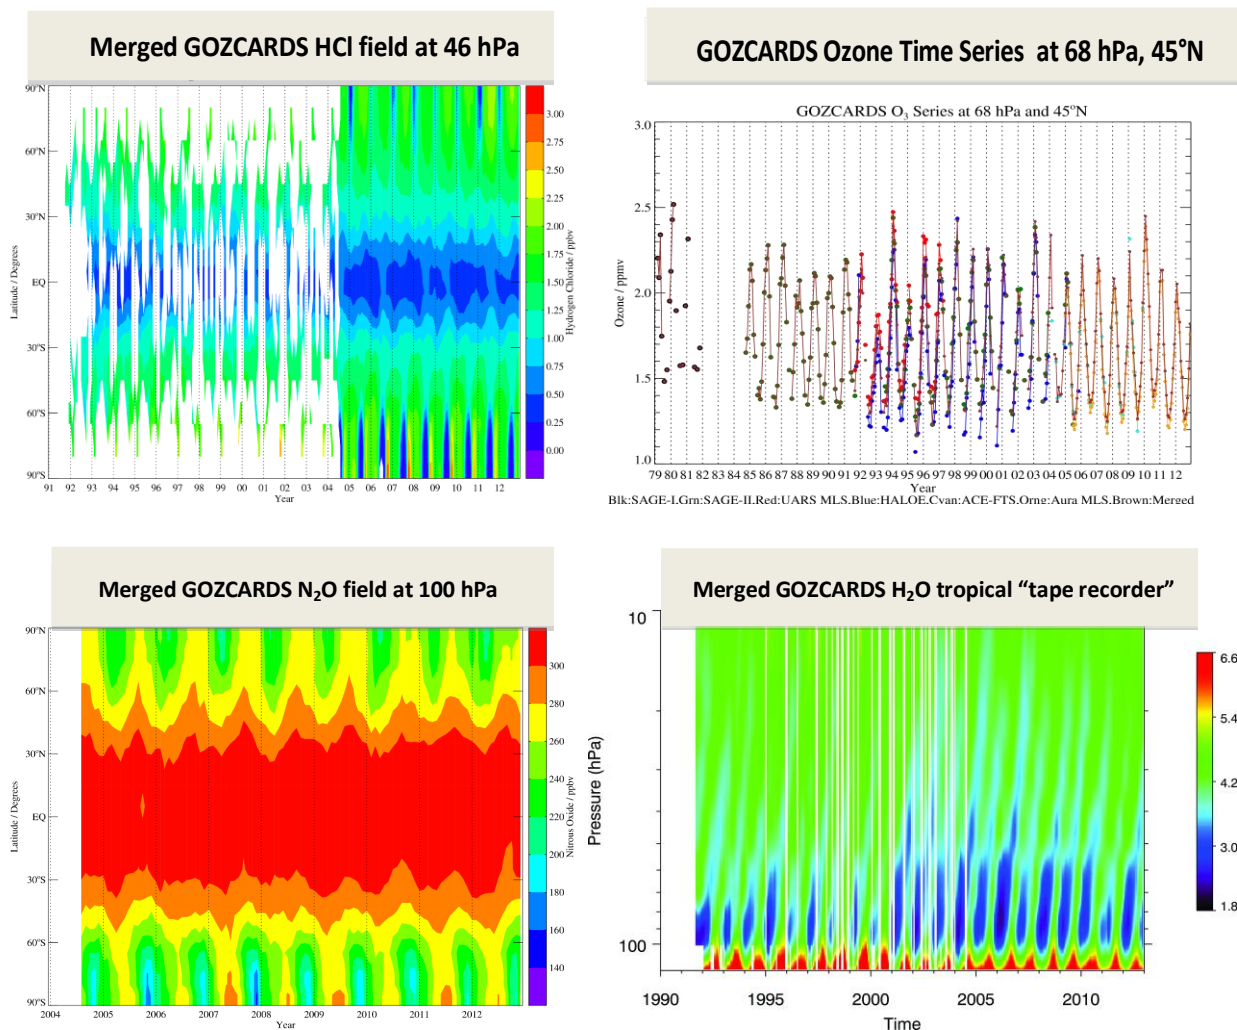 Merged GOZCARDS HCl field at 46 hPa
90°N
60°N
30°N
EQ
30°S
60°S
90°S
Latitude / Degrees
91 92 93 94 95 96 97 98 99 00 01 02 03 04 05 06 07 08 09 10 11 12
Year
3.00
2.75
2.50
2.25
2.00
1.75
1.50
1.25
1.00
0.75
0.50
0.25
0.00
Hydrogen Chloride / ppbv
GOZCARDS Ozone Time Series at 68 hPa, 45°N
GOZCARDS O₃ Series at 68 hPa and 45°N
3.0
2.5
2.0
1.5
1.0
Ozone / ppmv
79 80 81 82 83 84 85 86 87 88 89 90 91 92 93 94 95 96 97 98 99 00 01 02 03 04 05 06 07 08 09 10 11 12
Year
Blk:SAGE-I,Grn:SAGE-II,Red:UARS MLS,Blue:HALOE,Cyan:ACE-FTS,Orng:Aura MLS,Brown:Merged
Merged GOZCARDS N₂O field at 100 hPa
90°N
60°N
30°N
EQ
30°S
60°S
90°S
Latitude / Degrees
2004 2005 2006 2007 2008 2009 2010 2011 2012
Year
300
280
260
240
220
200
180
160
140
Nitrous Oxide / ppbv
Merged GOZCARDS H₂O tropical “tape recorder”
10
100
Pressure (hPa)
1990 1995 2000 2005 2010
Time
6.6
5.4
4.2
3.0
1.8